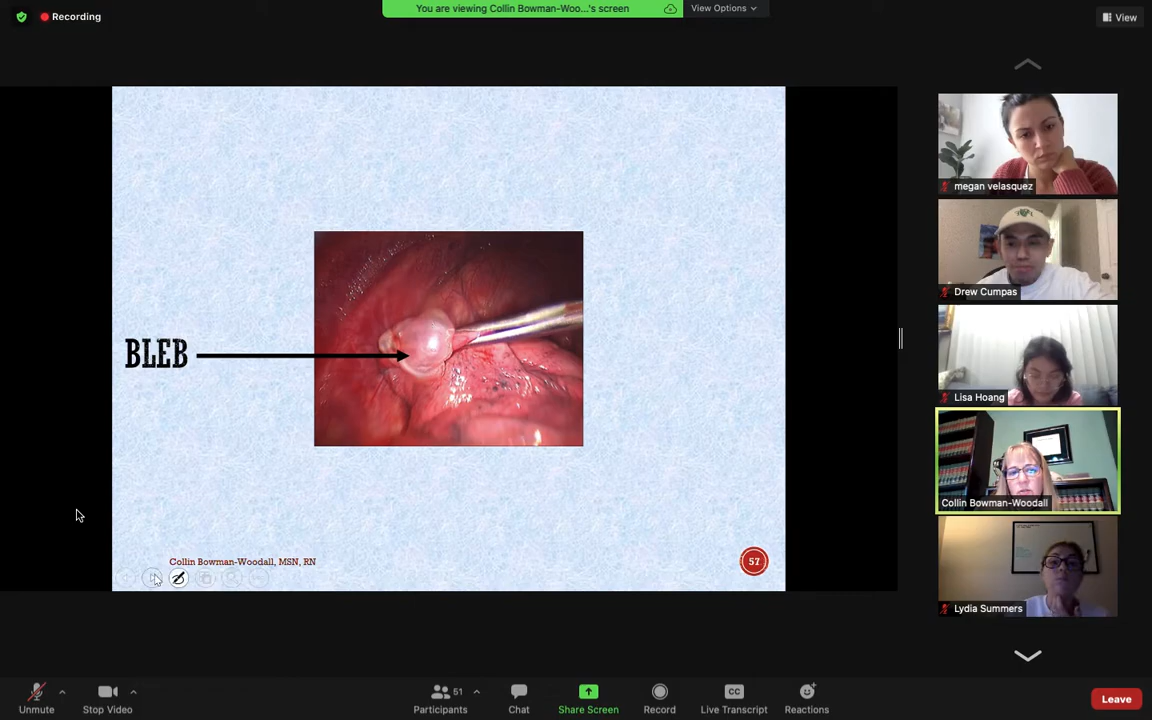 Recording
You are viewing Collin Bowman-Woo...'s screen
View Options
View
megan velasquez
Drew Cumpas
Lisa Hoang
BLEB
Collin Bowman-Woodall
Collin Bowman-Woodall, MSN, RN
57
Lydia Summers
Unmute
Stop Video
51
Participants
Chat
Share Screen
Record
CC
Live Transcript
Reactions
Leave